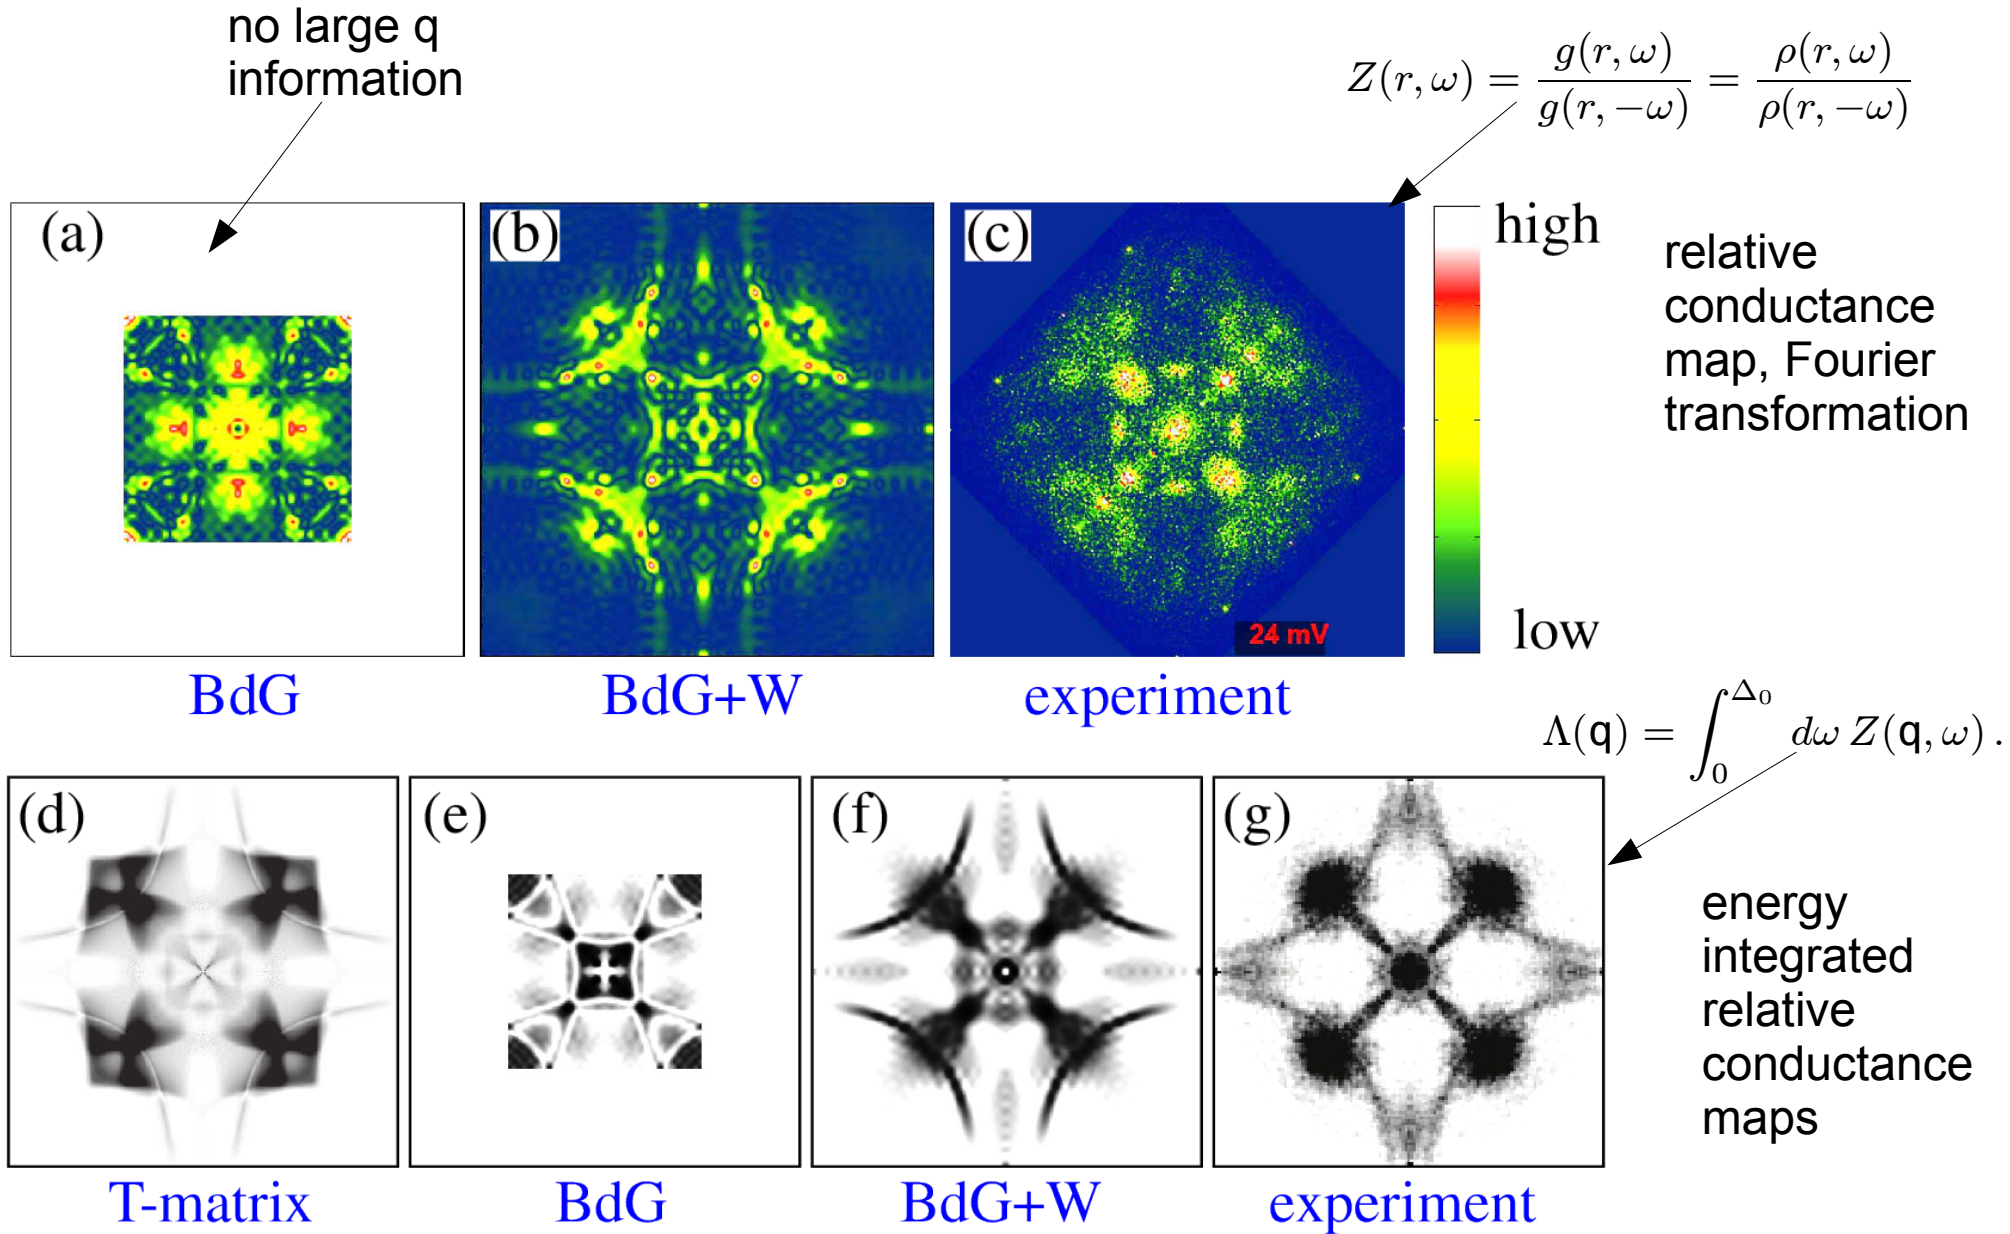 no large q
information
Z(r, ω) = g(r, ω) / g(r, −ω) = ρ(r, ω) / ρ(r, −ω)
(a)
(b)
(c)
high
low
24 mV
relative
conductance
map, Fourier
transformation
BdG
BdG+W
experiment
Λ(q) = ∫₀^Δ₀ dω Z(q, ω) .
(d)
(e)
(f)
(g)
energy
integrated
relative
conductance
maps
T-matrix
BdG
BdG+W
experiment